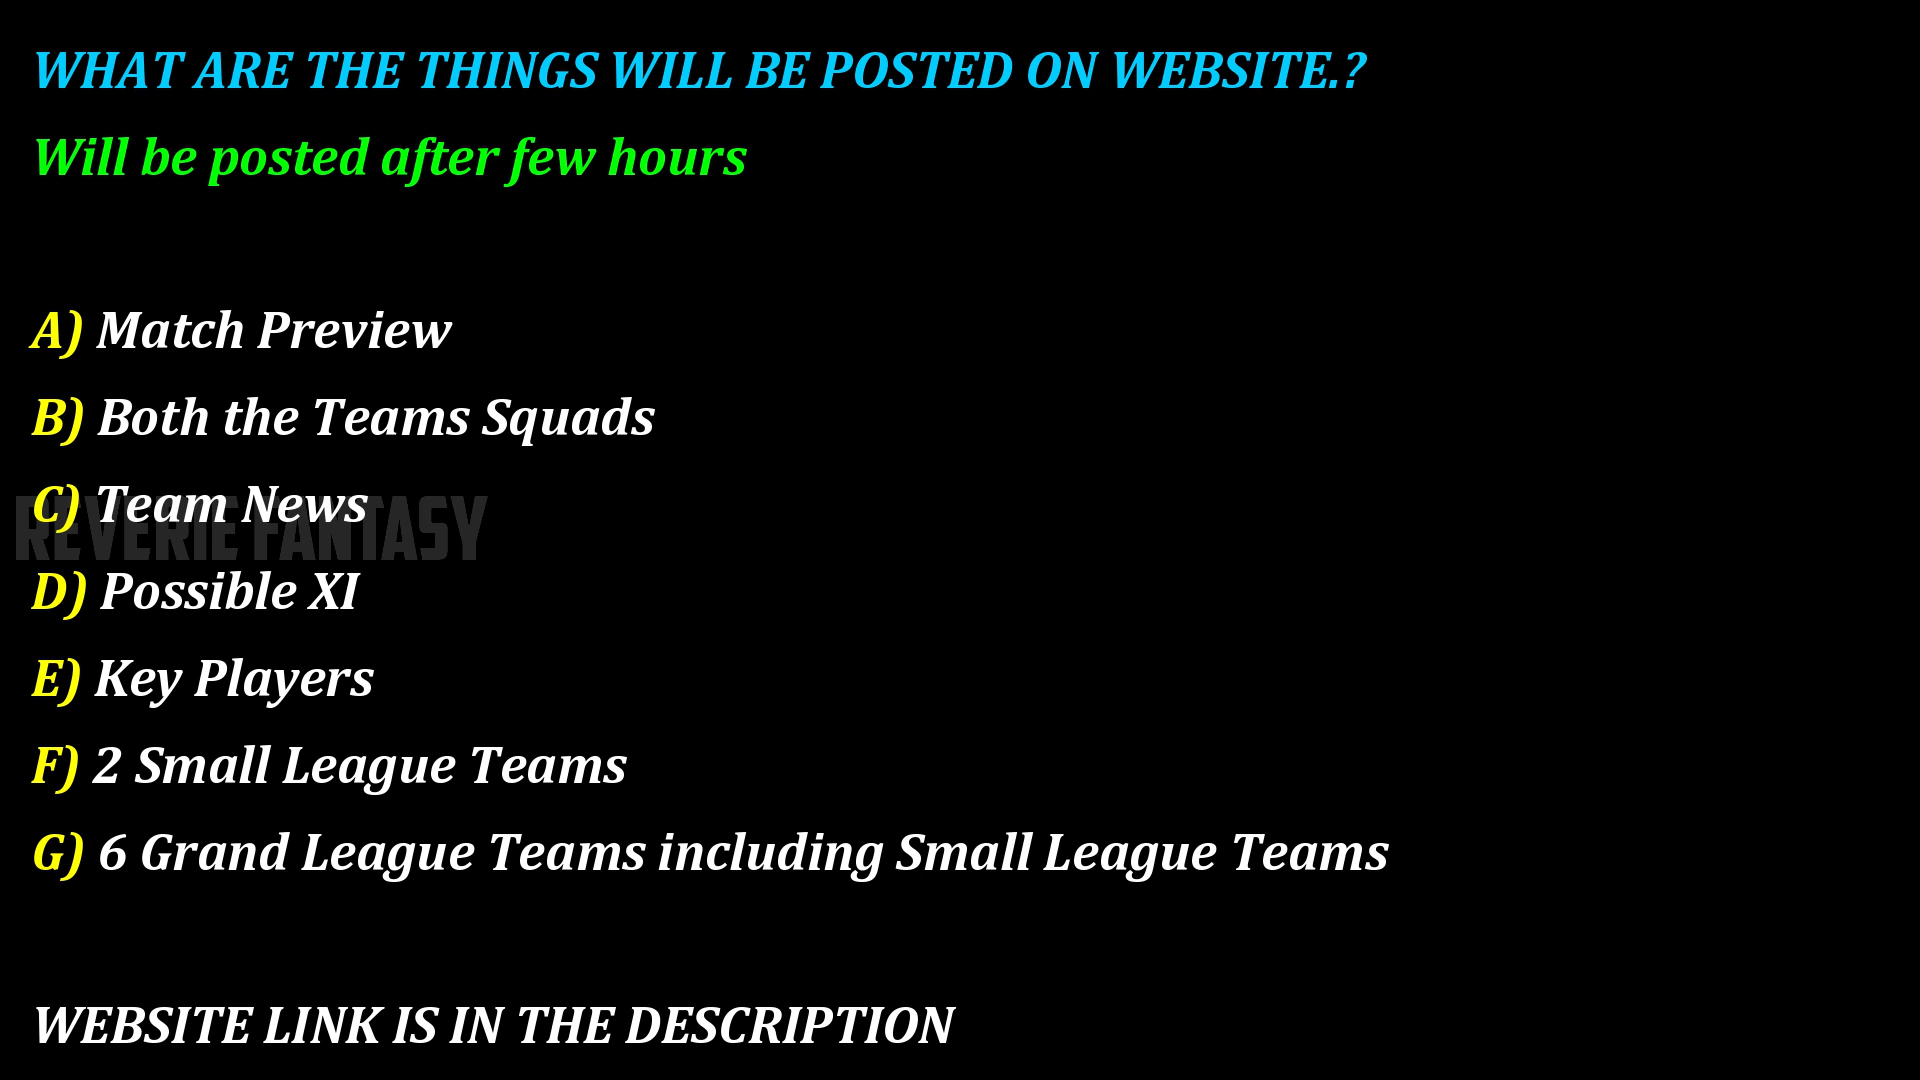 WHAT ARE THE THINGS WILL BE POSTED ON WEBSITE.?
Will be posted after few hours
A) Match Preview
B) Both the Teams Squads
C) Team News
REVERIE FANTASY
D) Possible XI
E) Key Players
F) 2 Small League Teams
G) 6 Grand League Teams including Small League Teams
WEBSITE LINK IS IN THE DESCRIPTION